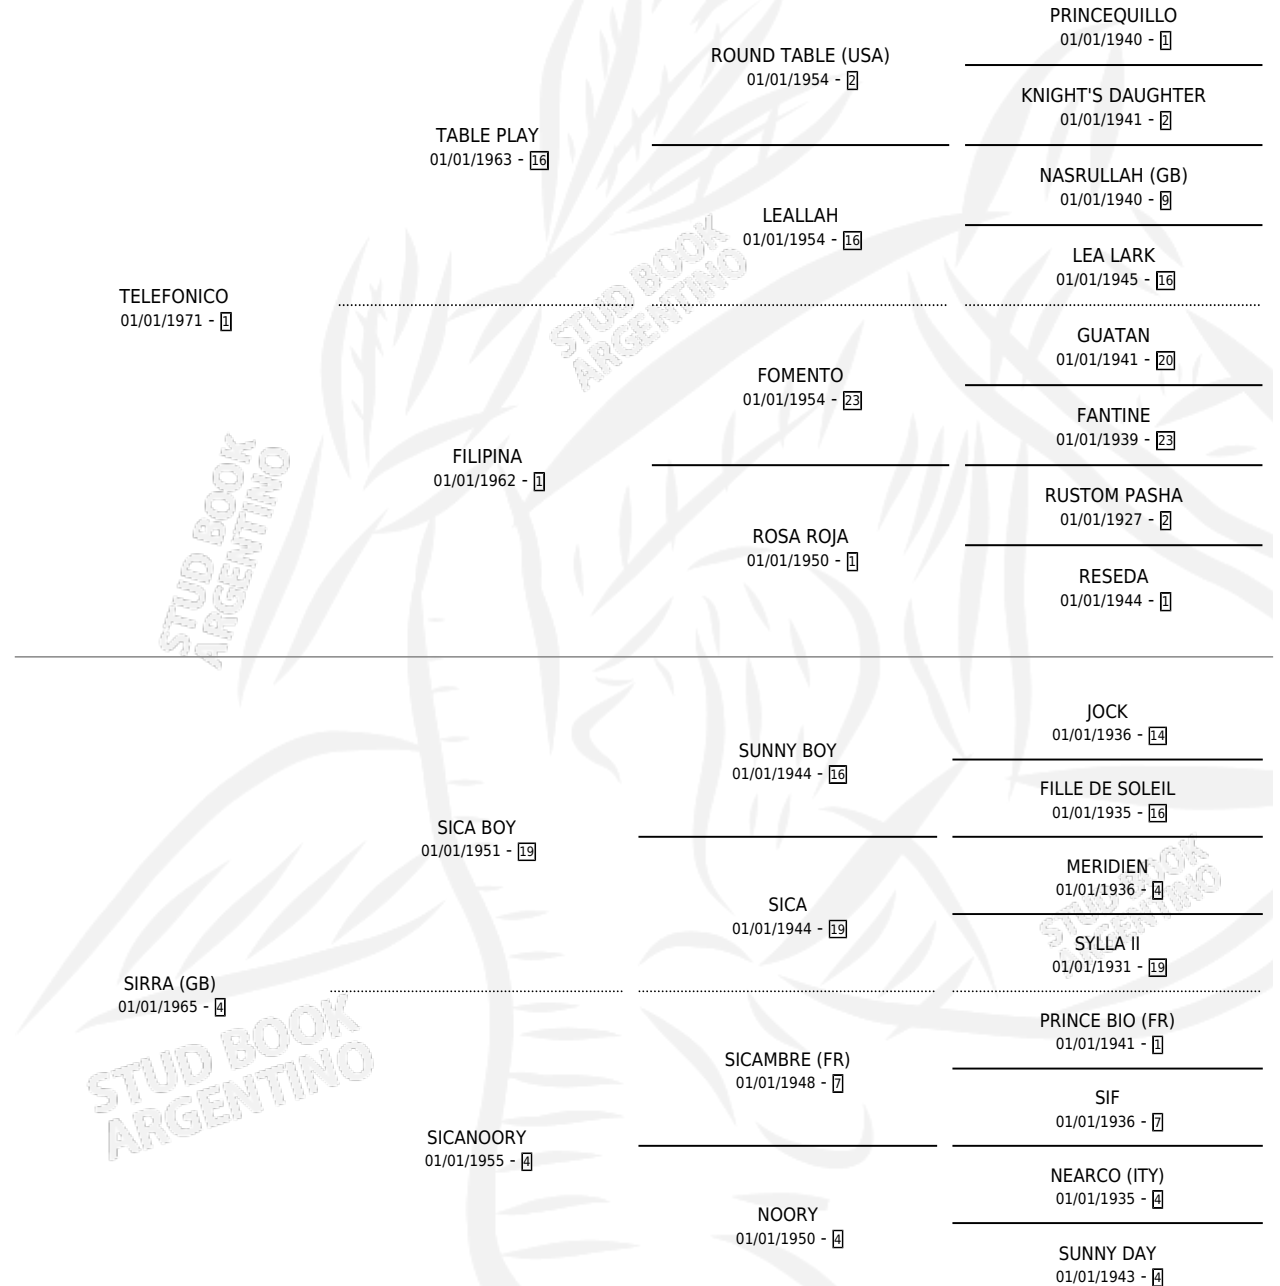 PRINCEQUILLO
01/01/1940 - 1
ROUND TABLE (USA)
01/01/1954 - 2
KNIGHT'S DAUGHTER
01/01/1941 - 2
TABLE PLAY
01/01/1963 - 16
NASRULLAH (GB)
01/01/1940 - 9
LEALLAH
01/01/1954 - 16
LEA LARK
01/01/1945 - 16
TELEFONICO
01/01/1971 - 1
GUATAN
01/01/1941 - 20
FOMENTO
01/01/1954 - 23
FANTINE
01/01/1939 - 23
FILIPINA
01/01/1962 - 1
RUSTOM PASHA
01/01/1927 - 2
ROSA ROJA
01/01/1950 - 1
RESEDA
01/01/1944 - 1
JOCK
01/01/1936 - 14
SUNNY BOY
01/01/1944 - 16
FILLE DE SOLEIL
01/01/1935 - 16
SICA BOY
01/01/1951 - 19
MERIDIEN
01/01/1936 - 4
SICA
01/01/1944 - 19
SYLLA II
01/01/1931 - 19
SIRRA (GB)
01/01/1965 - 4
PRINCE BIO (FR)
01/01/1941 - 1
SICAMBRE (FR)
01/01/1948 - 7
SIF
01/01/1936 - 7
SICANOORY
01/01/1955 - 4
NEARCO (ITY)
01/01/1935 - 4
NOORY
01/01/1950 - 4
SUNNY DAY
01/01/1943 - 4
STUD BOOK
ARGENTINO
STUD BOOK
ARGENTINO
STUD BOOK
ARGENTINO
STUD BOOK
ARGENTINO